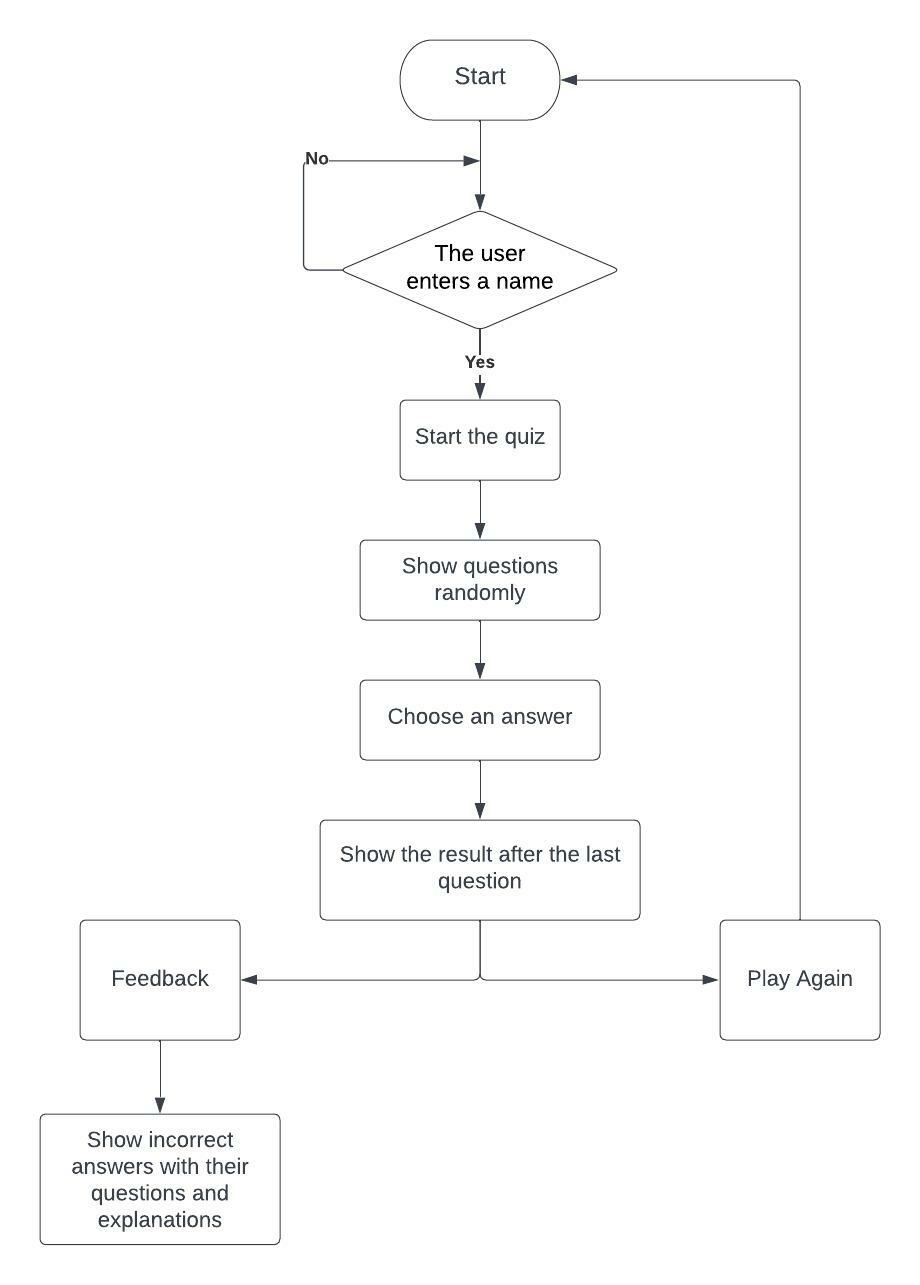 Start
No
The user
enters a name
Yes
Start the quiz
Show questions
randomly
Choose an answer
Show the result after the last
question
Feedback
Play Again
Show incorrect
answers with their
questions and
explanations